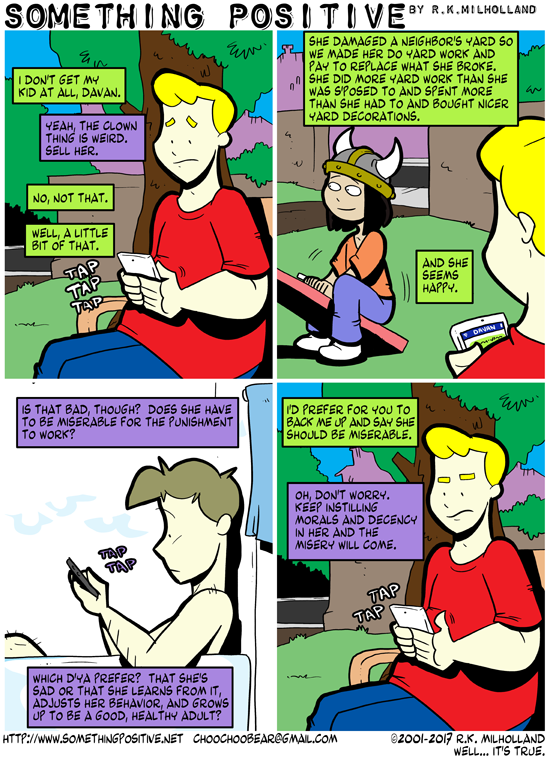 SOMETHING POSITIVE BY R.K.MILHOLLAND
I DON'T GET MY
KID AT ALL, DAVAN.
YEAH, THE CLOWN
THING IS WEIRD.
SELL HER.
NO, NOT THAT.
WELL, A LITTLE
BIT OF THAT.
TAP
TAP
TAP
SHE DAMAGED A NEIGHBOR'S YARD SO
WE MADE HER DO YARD WORK AND
PAY TO REPLACE WHAT SHE BROKE.
SHE DID MORE YARD WORK THAN SHE
WAS S'POSED TO AND SPENT MORE
THAN SHE HAD TO AND BOUGHT NICER
YARD DECORATIONS.
AND SHE
SEEMS
HAPPY.
DAVAN
IS THAT BAD, THOUGH? DOES SHE HAVE
TO BE MISERABLE FOR THE PUNISHMENT
TO WORK?
TAP
TAP
WHICH D'YA PREFER? THAT SHE'S
SAD OR THAT SHE LEARNS FROM IT,
ADJUSTS HER BEHAVIOR, AND GROWS
UP TO BE A GOOD, HEALTHY ADULT?
I'D PREFER FOR YOU TO
BACK ME UP AND SAY SHE
SHOULD BE MISERABLE.
OH, DON'T WORRY.
KEEP INSTILLING
MORALS AND DECENCY
IN HER AND THE
MISERY WILL COME.
TAP
TAP
HTTP://WWW.SOMETHINGPOSITIVE.NET CHOOCHOOBEAR@GMAIL.COM ©2001-2017 R.K. MILHOLLAND
WELL... IT'S TRUE.